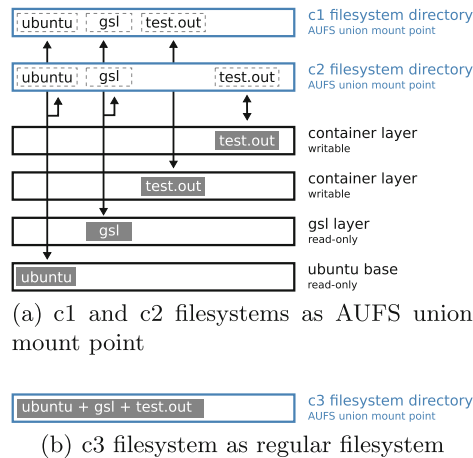 ubuntu gsl test.out c1 filesystem directory
AUFS union mount point
ubuntu gsl test.out c2 filesystem directory
AUFS union mount point
test.out container layer
writable
test.out container layer
writable
gsl gsl layer
read-only
ubuntu ubuntu base
read-only
(a) c1 and c2 filesystems as AUFS union
mount point
ubuntu + gsl + test.out c3 filesystem directory
AUFS union mount point
(b) c3 filesystem as regular filesystem